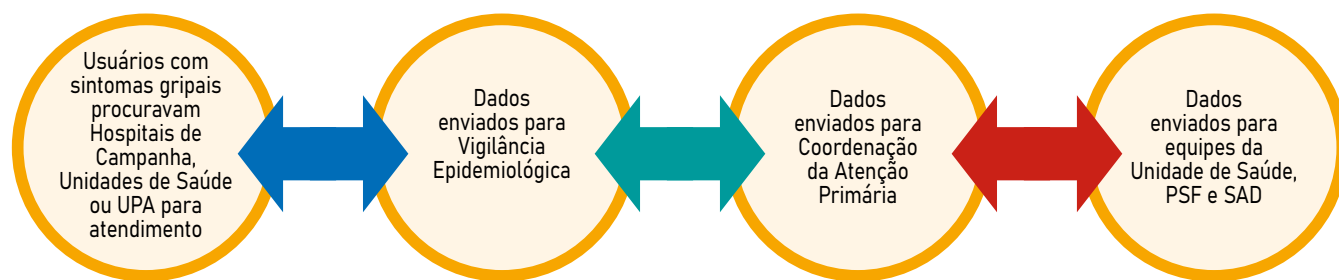 Usuários com
sintomas gripais
procuravam
Hospitais de
Campanha,
Unidades de Saúde
ou UPA para
atendimento
Dados
enviados para
Vigilância
Epidemiológica
Dados
enviados para
Coordenação
da Atenção
Primária
Dados
enviados para
equipes da
Unidade de Saúde,
PSF e SAD